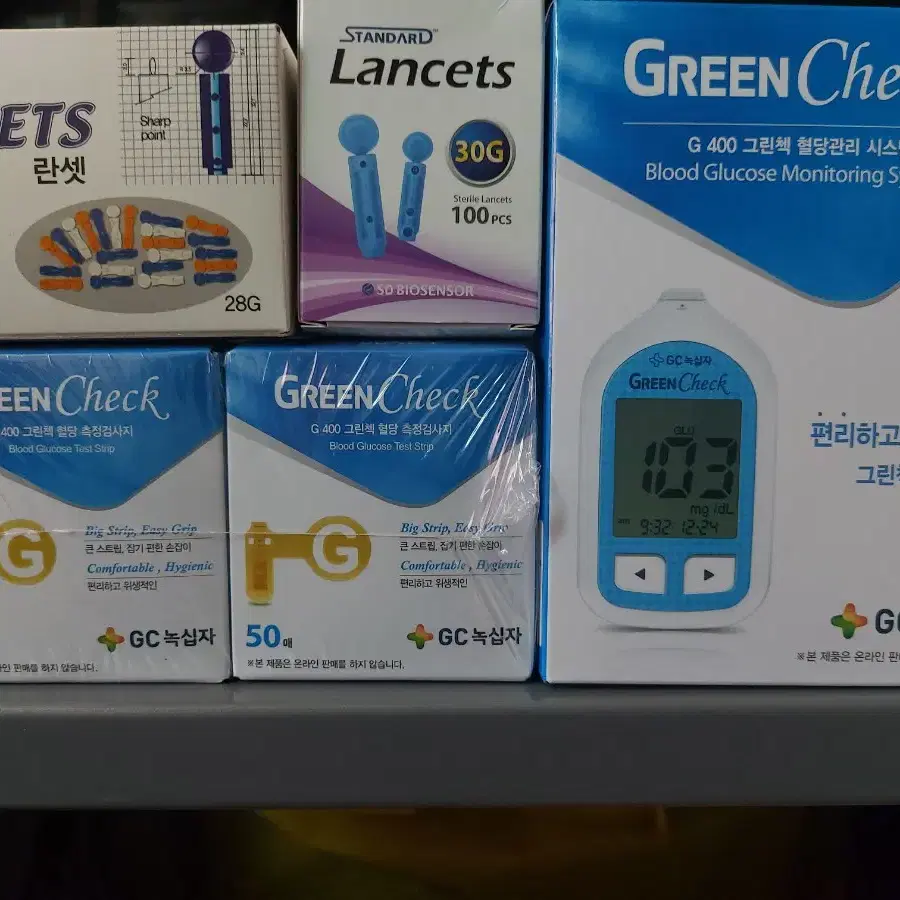 ETS
란셋
Sharp
point
28G
STANDARD™
Lancets
30G
Sterile Lancets
100 PCS
SD BIOSENSOR
GREEN Che
G 400 그린첵 혈당관리 시스
Blood Glucose Monitoring S
GC녹십자
GREEN Check
GLU
103
mg/dL
am 9:32 12:24
편리하고
그린
GC
※본 제품은 온라인 판
EEN Check
400 그린첵 혈당 측정검사지
Blood Glucose Test Strip
G
Big Strip, Easy Grip
큰 스트립, 잡기 편한 손잡이
Comfortable , Hygienic
편리하고 위생적인
GC 녹십자
인 판매를 하지 않습니다.
GREEN Check
G 400 그린첵 혈당 측정검사지
Blood Glucose Test Strip
G
Big Strip, Easy Grip
큰 스트립, 잡기 편한 손잡이
Comfortable , Hygienic
편리하고 위생적인
50매
GC 녹십자
※본 제품은 온라인 판매를 하지 않습니다.